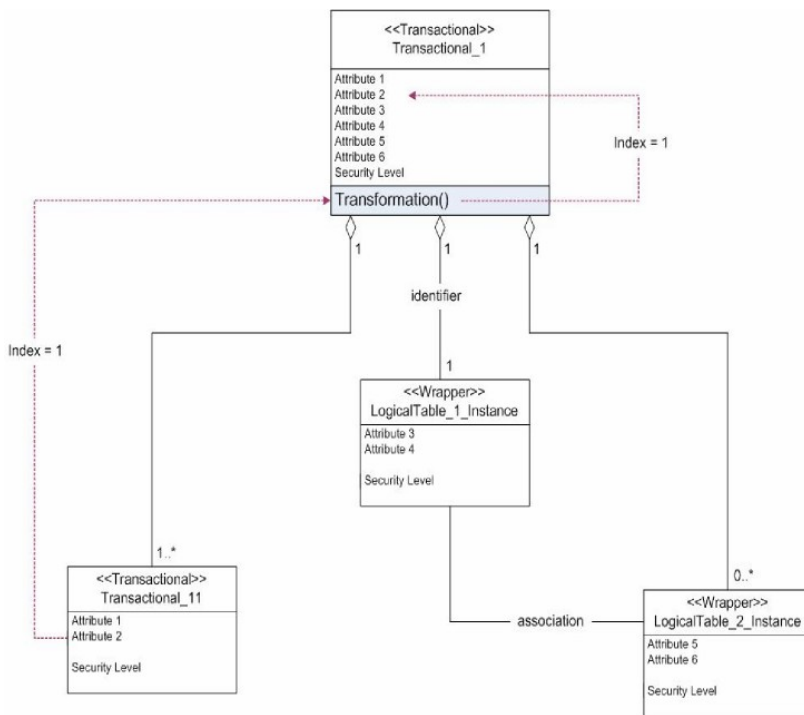 <<Transactional>>
Transactional_1
Attribute 1
Attribute 2
Attribute 3
Attribute 4
Attribute 5
Attribute 6
Security Level
Index = 1
Transformation()
1
1
1
identifier
Index = 1
1
<<Wrapper>>
LogicalTable_1_Instance
Attribute 3
Attribute 4
Security Level
1..*
<<Transactional>>
Transactional_11
Attribute 1
Attribute 2
Security Level
association
0..*
<<Wrapper>>
LogicalTable_2_Instance
Attribute 5
Attribute 6
Security Level